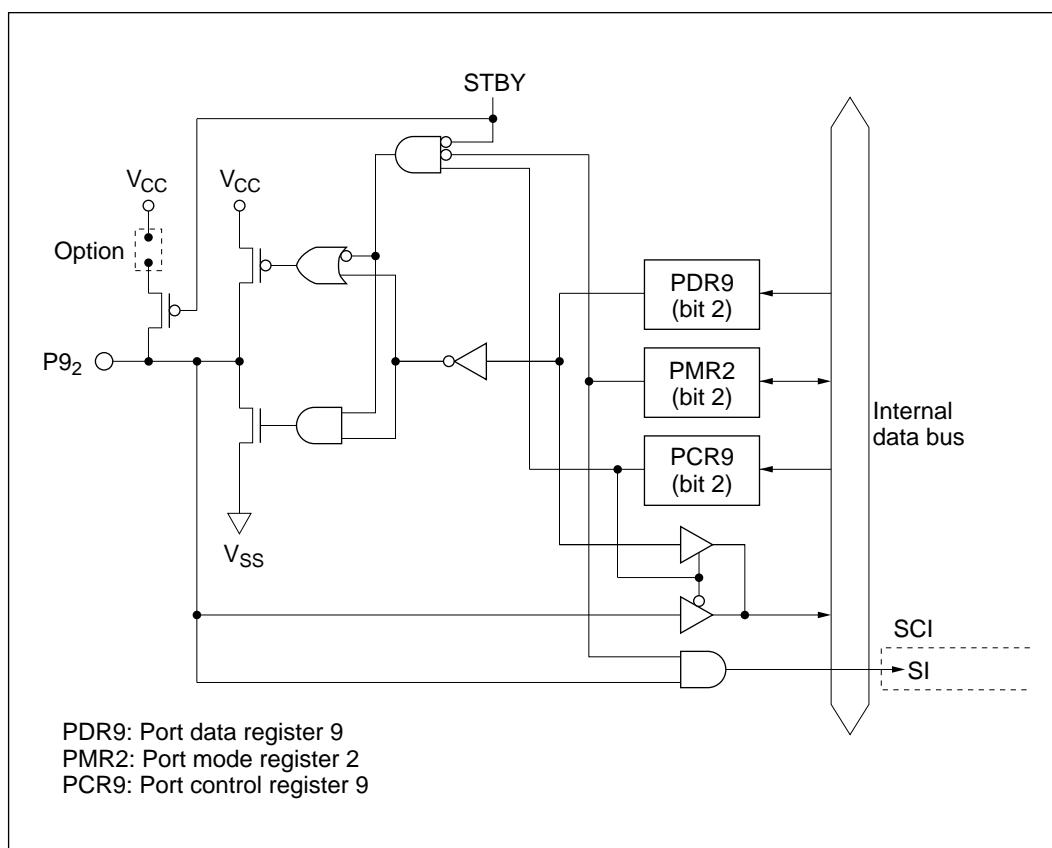 STBY
VCC
VCC
Option
PDR9
(bit 2)
P92
PMR2
(bit 2)
Internal
data bus
PCR9
(bit 2)
VSS
SCI
SI
PDR9: Port data register 9
PMR2: Port mode register 2
PCR9: Port control register 9